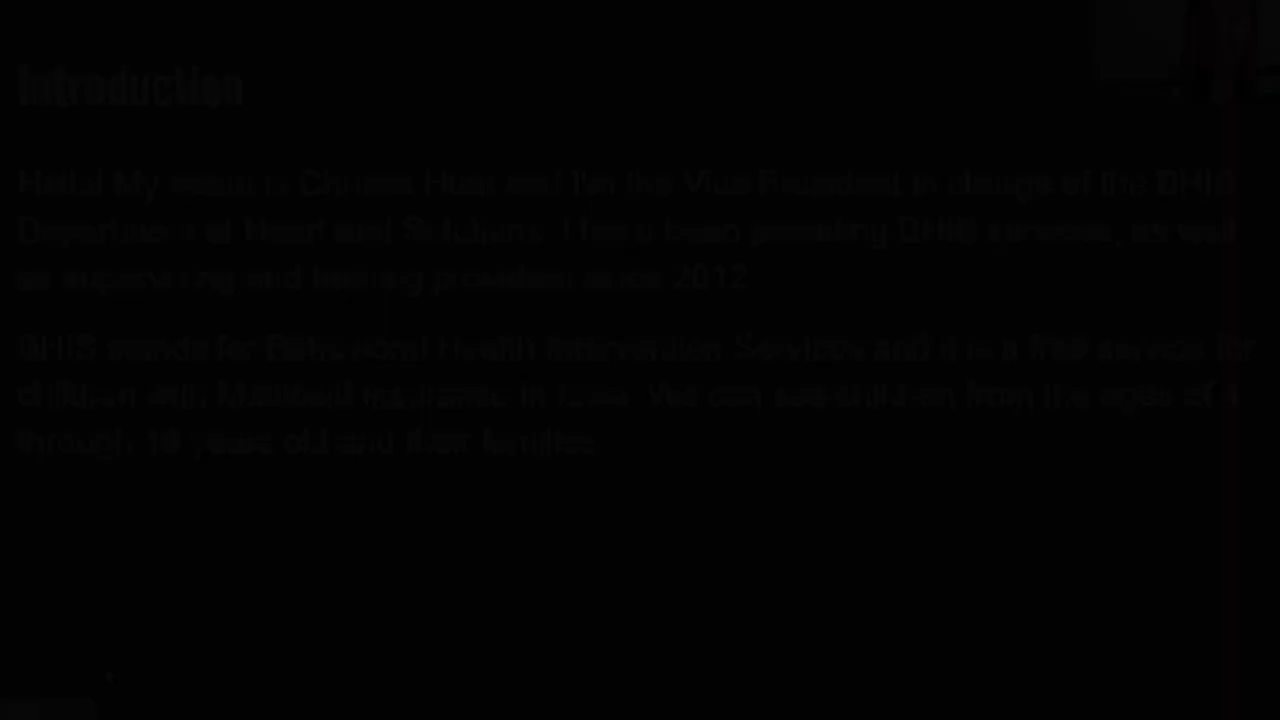 Introduction
Hello! My name is and I'm the Vice President in charge of the BHIS
Department at Heart and Solutions. I have been providing BHIS services, as well
as supervising and training providers since 2012
BHIS stands for Behavioral Health Intervention Services and it is a free service for
children with Medicaid insurance in Iowa. We can see children from the ages of 4
through 18 years old and their families